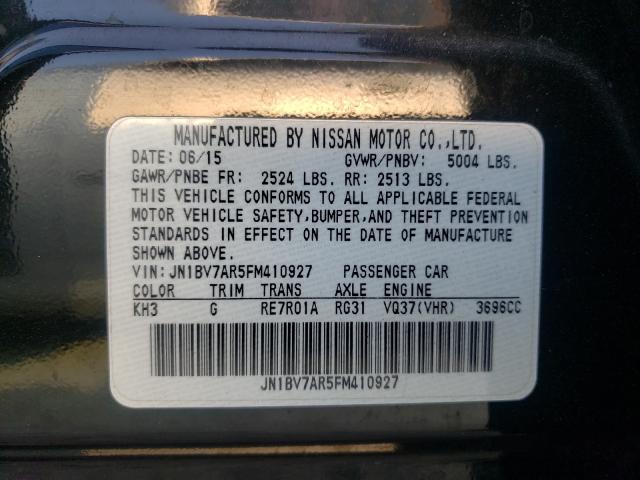 MANUFACTURED BY NISSAN MOTOR CO.,LTD.
DATE: 06/15 GVWR/PNBV: 5004 LBS.
GAWR/PNBE FR: 2524 LBS. RR: 2513 LBS.
THIS VEHICLE CONFORMS TO ALL APPLICABLE FEDERAL
MOTOR VEHICLE SAFETY,BUMPER,AND THEFT PREVENTION
STANDARDS IN EFFECT ON THE DATE OF MANUFACTURE
SHOWN ABOVE.
VIN: JN1BV7AR5FM410927 PASSENGER CAR
COLOR TRIM TRANS AXLE ENGINE
KH3 G RE7R01A RG31 VQ37(VHR) 3696CC
JN1BV7AR5FM410927